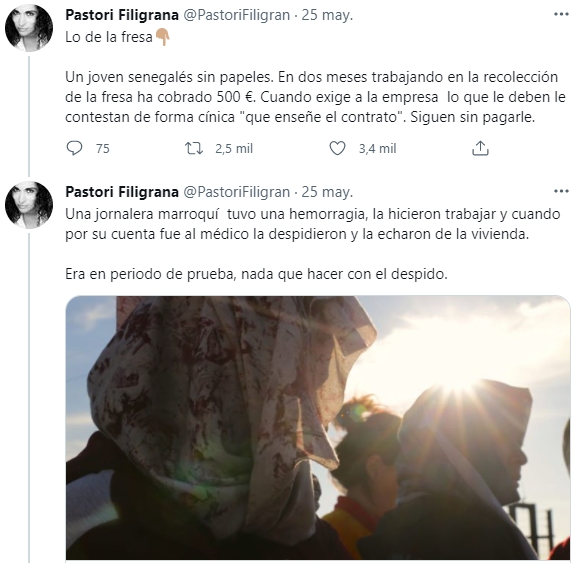 Pastori Filigrana @PastoriFiligran · 25 may.
Lo de la fresa👇🏽
Un joven senegalés sin papeles. En dos meses trabajando en la recolección
de la fresa ha cobrado 500 €. Cuando exige a la empresa  lo que le deben le
contestan de forma cínica "que enseñe el contrato". Siguen sin pagarle.
75 2,5 mil 3,4 mil
Pastori Filigrana @PastoriFiligran · 25 may.
Una jornalera marroquí  tuvo una hemorragia, la hicieron trabajar y cuando
por su cuenta fue al médico la despidieron y la echaron de la vivienda.
Era en periodo de prueba, nada que hacer con el despido.